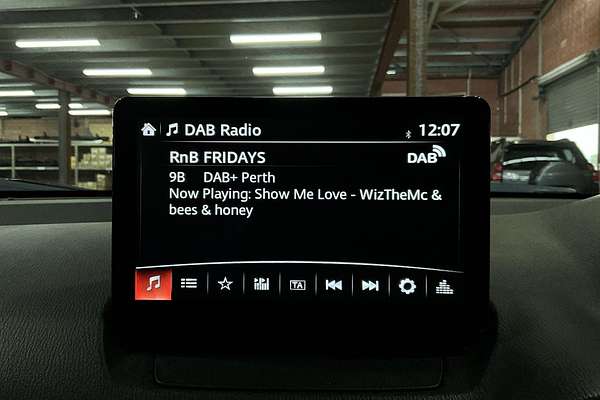 DAB Radio 12:07
RnB FRIDAYS DAB
9B DAB+ Perth
Now Playing: Show Me Love - WizTheMc &
bees & honey
TA